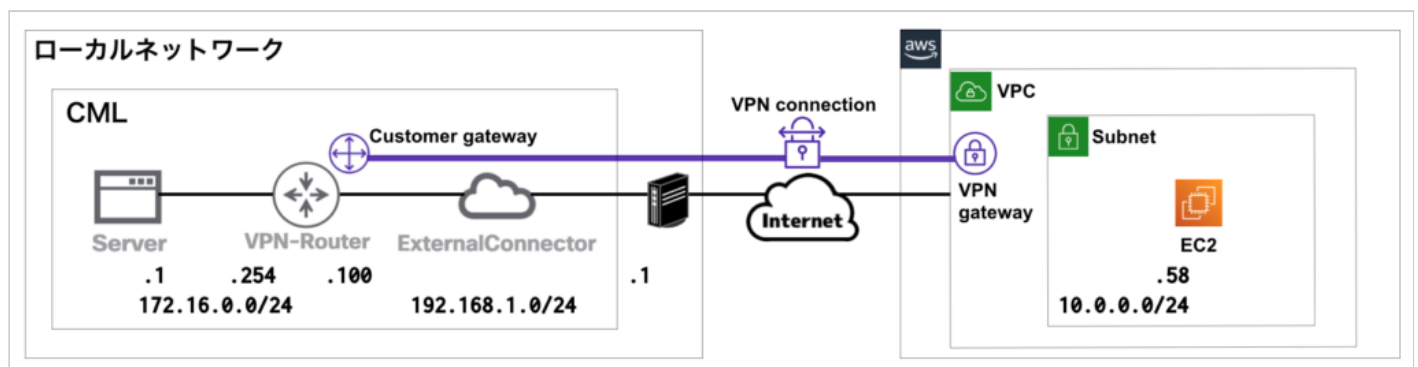 ローカルネットワーク
aws
CML
VPN connection
VPC
Customer gateway
Subnet
VPN
gateway
Internet
Server
VPN-Router
ExternalConnector
EC2
.1
.254
.100
.1
.58
172.16.0.0/24
192.168.1.0/24
10.0.0.0/24